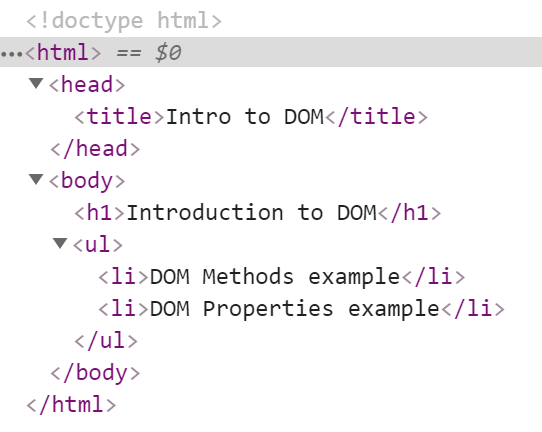 <!doctype html>
···<html> == $0
▼<head>
<title>Intro to DOM</title>
</head>
▼<body>
<h1>Introduction to DOM</h1>
▼<ul>
<li>DOM Methods example</li>
<li>DOM Properties example</li>
</ul>
</body>
</html>